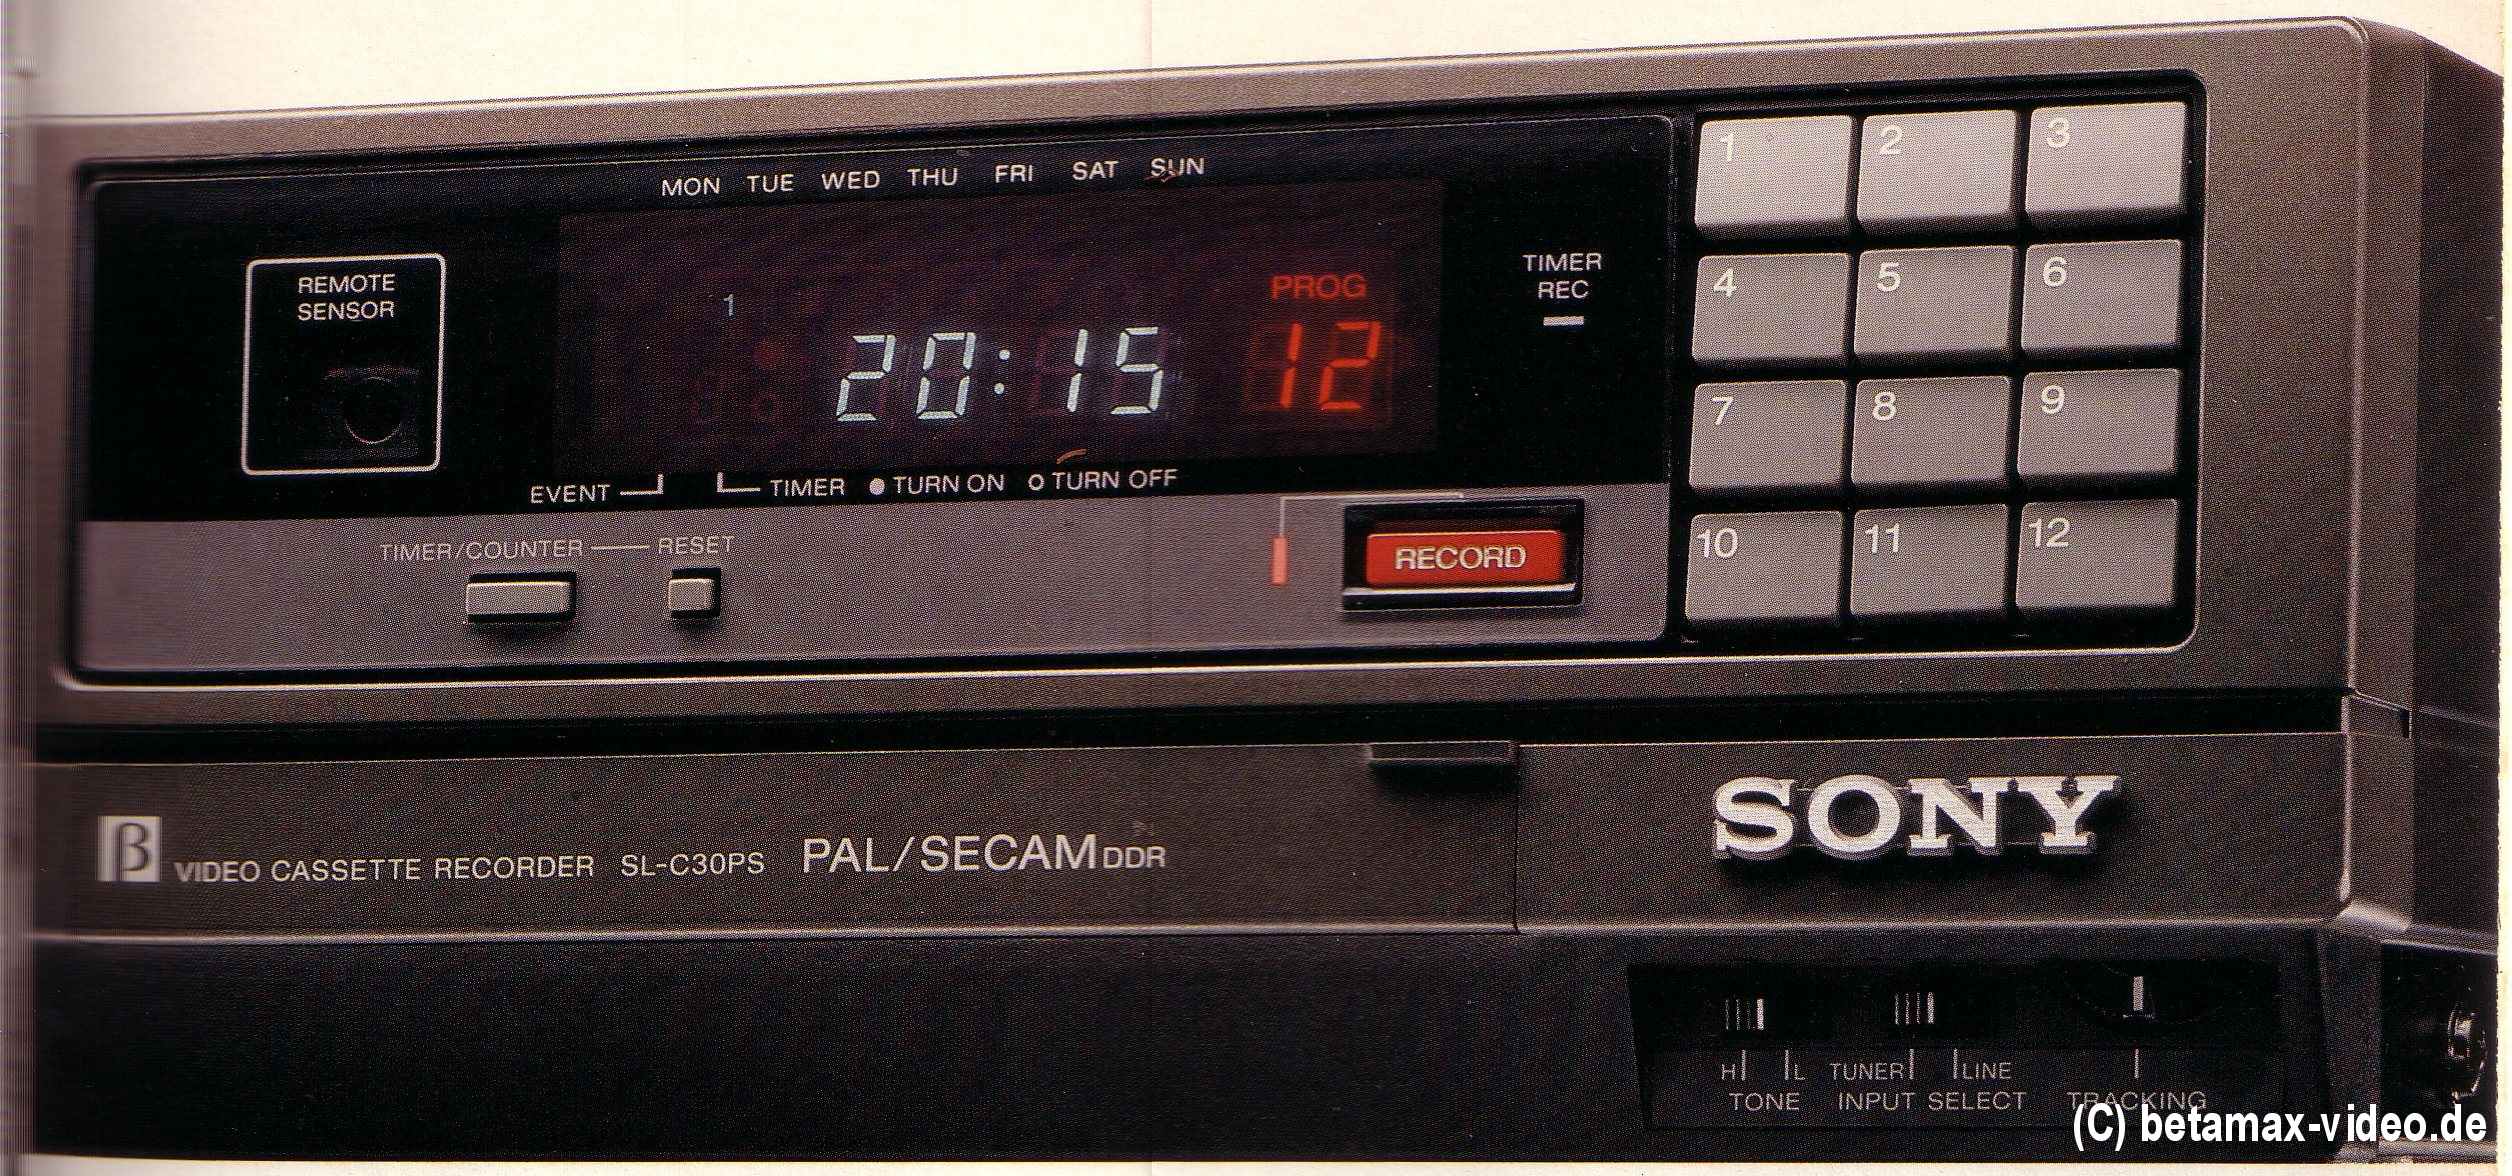 MON TUE WED THU FRI SAT SUN
REMOTE
SENSOR
1
20:15
PROG
12
TIMER
REC
1 2 3
4 5 6
7 8 9
10 11 12
EVENT TIMER ● TURN ON ○ TURN OFF
TIMER/COUNTER RESET
RECORD
β VIDEO CASSETTE RECORDER SL-C30PS PAL/SECAM DDR
SONY
H L TUNER LINE
TONE INPUT SELECT TRACKING
(C) betamax-video.de